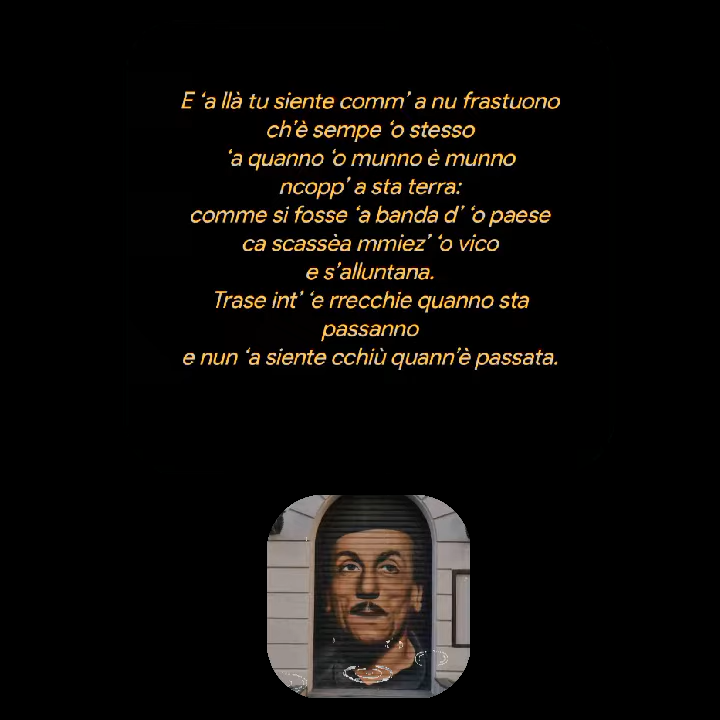 E ‘a llà tu siente comm’ a nu frastuono
ch’è sempe ‘o stesso
‘a quanno ‘o munno è munno
ncopp’ a sta terra:
comme si fosse ‘a banda d’ ‘o paese
ca scassèa mmiez’ ‘o vico
e s’alluntana.
Trase int’ ‘e rrecchie quanno sta
passanno
e nun ‘a siente cchiù quann’è passata.